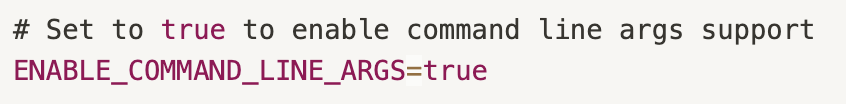 # Set to true to enable command line args support
ENABLE_COMMAND_LINE_ARGS=true